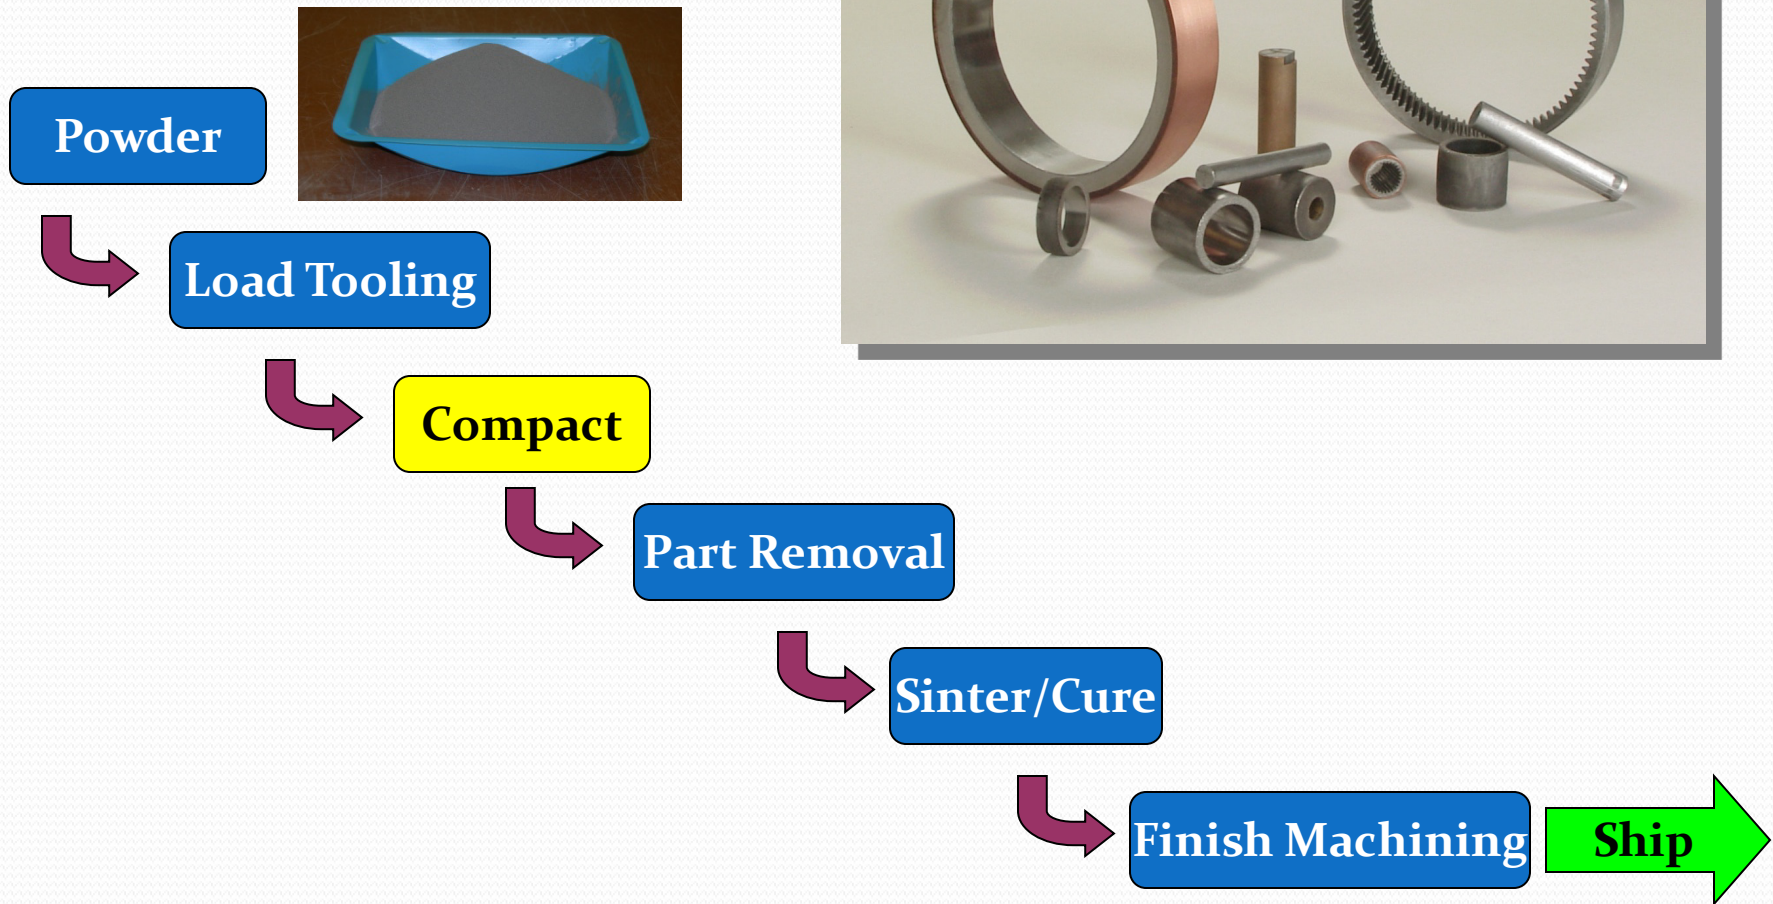 Powder
Load Tooling
Compact
Part Removal
Sinter/Cure
Finish Machining
Ship